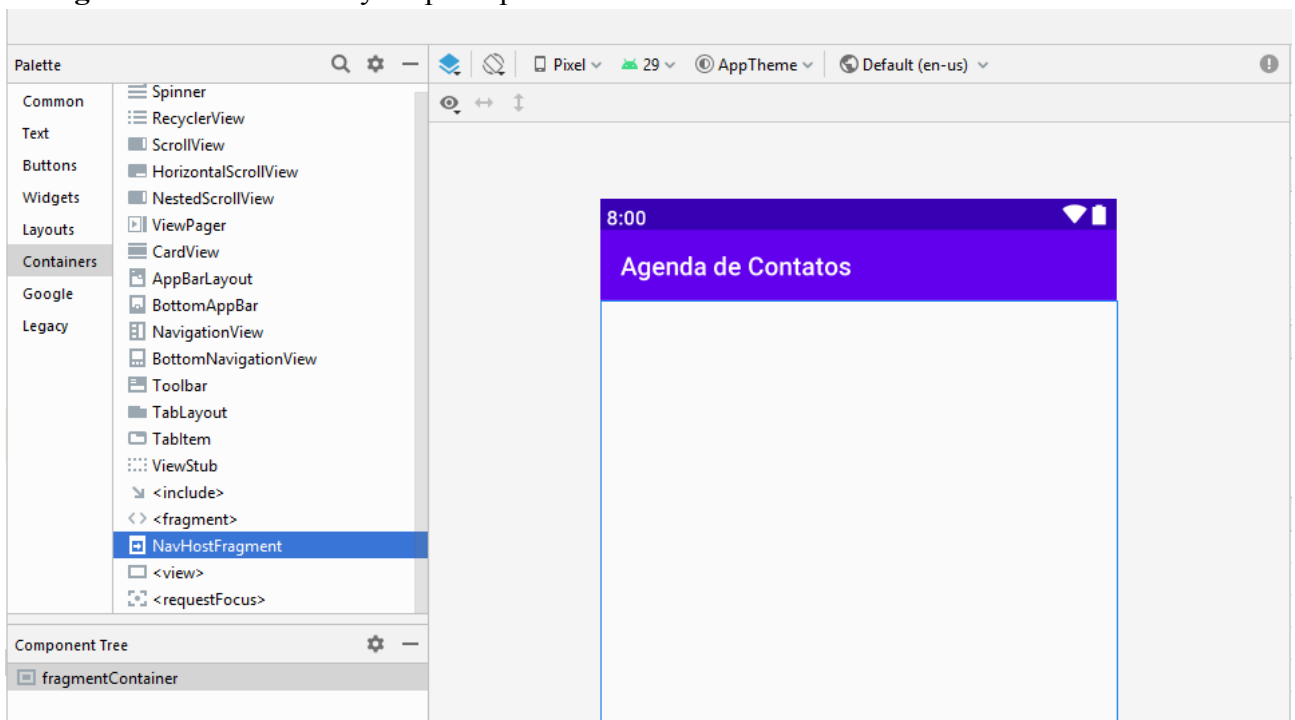 Palette
Common
Text
Buttons
Widgets
Layouts
Containers
Google
Legacy
Spinner
RecyclerView
ScrollView
HorizontalScrollView
NestedScrollView
ViewPager
CardView
AppBarLayout
BottomAppBar
NavigationView
BottomNavigationView
Toolbar
TabLayout
TabItem
ViewStub
<include>
<fragment>
NavHostFragment
<view>
<requestFocus>
Component Tree
fragmentContainer
Pixel 29 AppTheme Default (en-us)
8:00
Agenda de Contatos